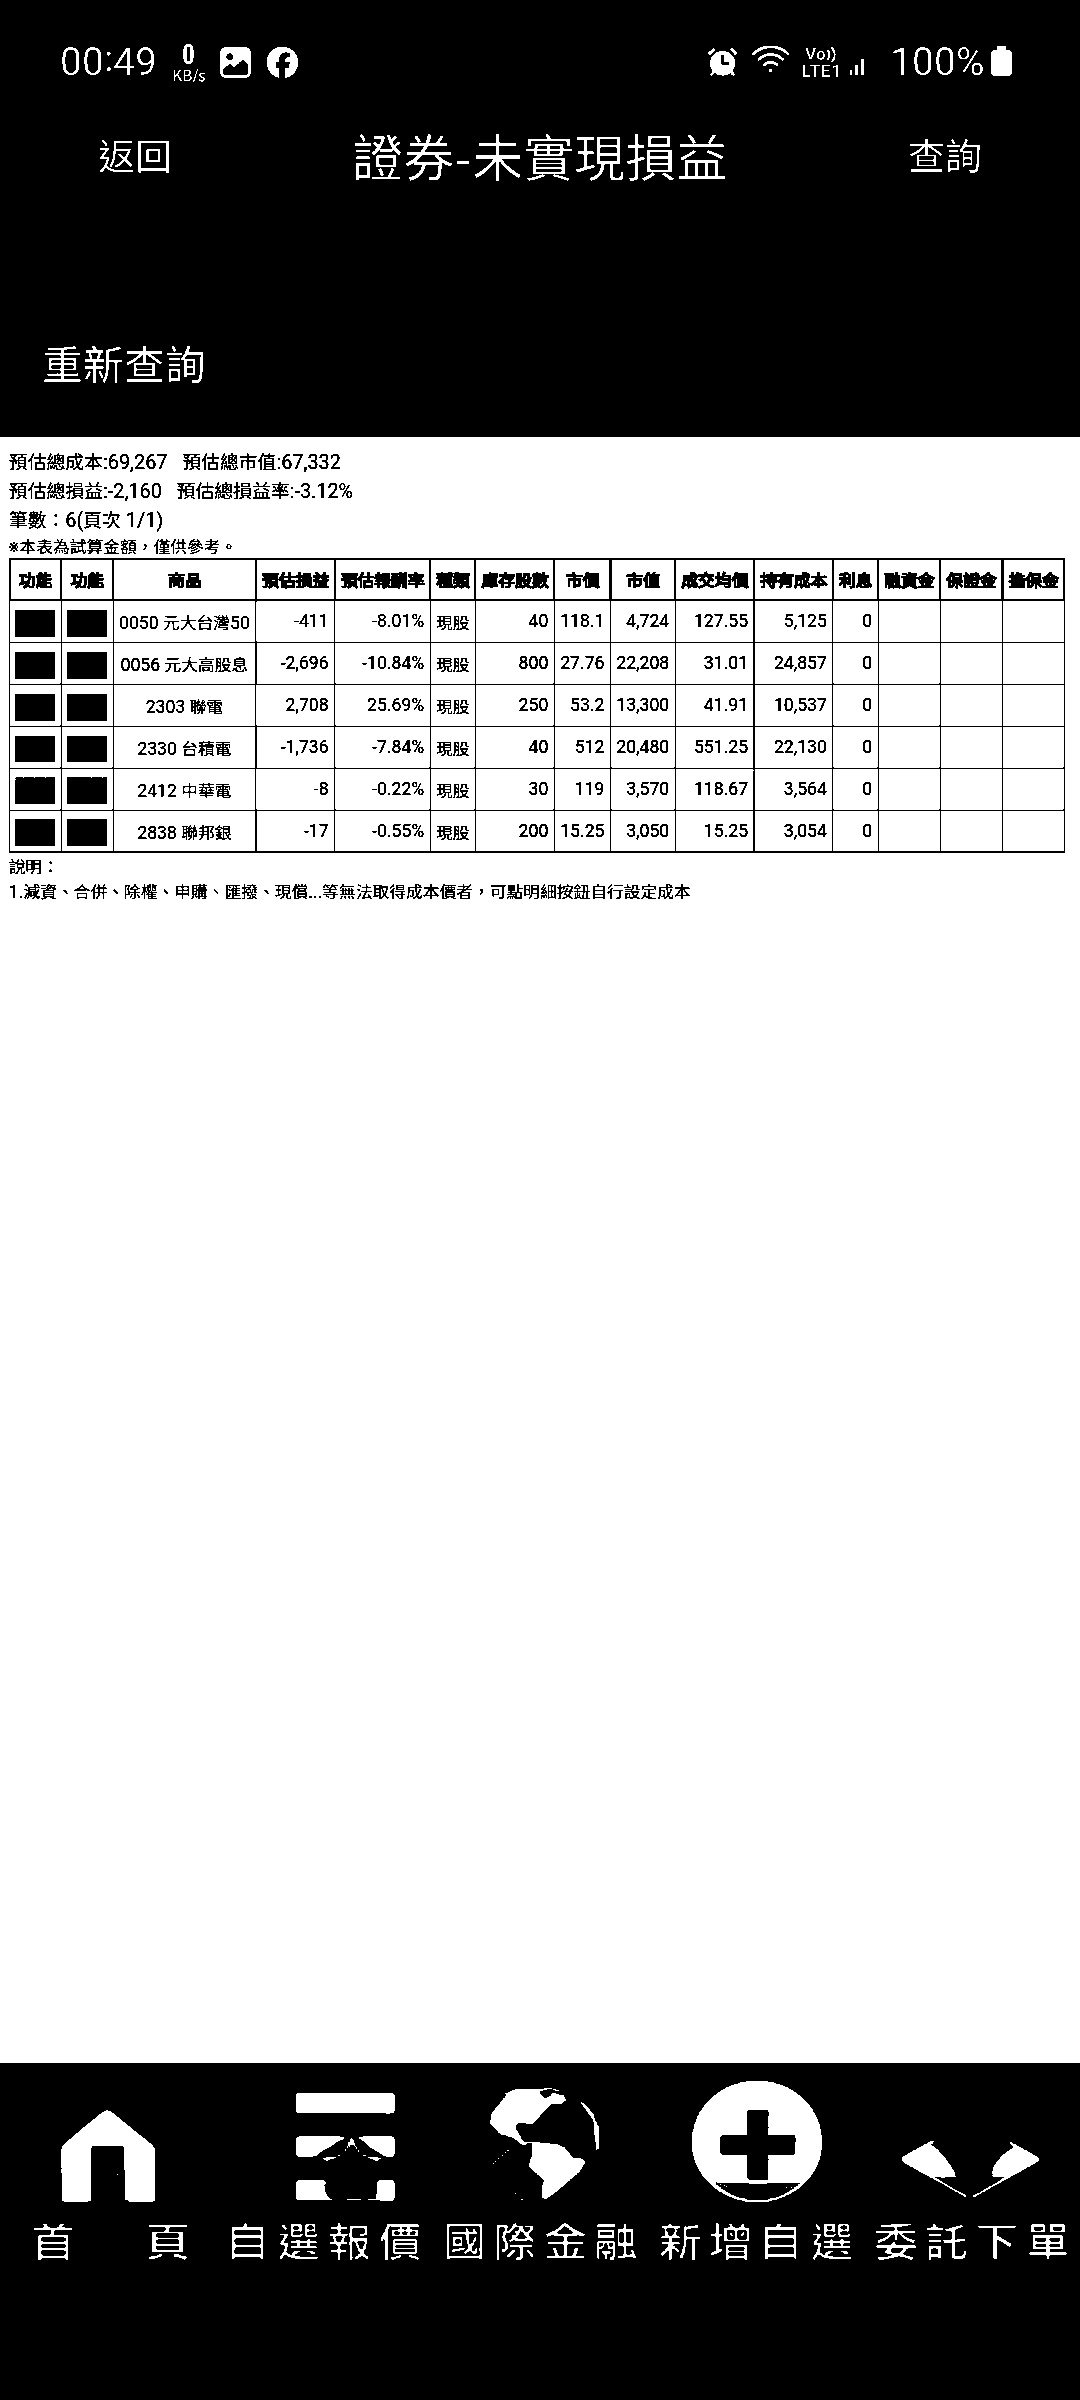 00:49 0 KB/s Vo)) LTE1 100%
返回 證券-未實現損益 查詢
重新查詢
預估總成本:69,267 預估總市值:67,332
預估總損益:-2,160 預估總損益率:-3.12%
筆數：6(頁次 1/1)
※本表為試算金額，僅供參考。
功能 功能 商品 預估損益 預估報酬率 種類 庫存股數 市價 市值 成交均價 持有成本 利息 融資金 保證金 擔保金
0050 元大台灣50 -411 -8.01% 現股 40 118.1 4,724 127.55 5,125 0
0056 元大高股息 -2,696 -10.84% 現股 800 27.76 22,208 31.01 24,857 0
2303 聯電 2,708 25.69% 現股 250 53.2 13,300 41.91 10,537 0
2330 台積電 -1,736 -7.84% 現股 40 512 20,480 551.25 22,130 0
2412 中華電 -8 -0.22% 現股 30 119 3,570 118.67 3,564 0
2838 聯邦銀 -17 -0.55% 現股 200 15.25 3,050 15.25 3,054 0
說明：
1.減資、合併、除權、申購、匯撥、現償...等無法取得成本價者，可點明細按鈕自行設定成本
首頁 自選報價 國際金融 新增自選 委託下單